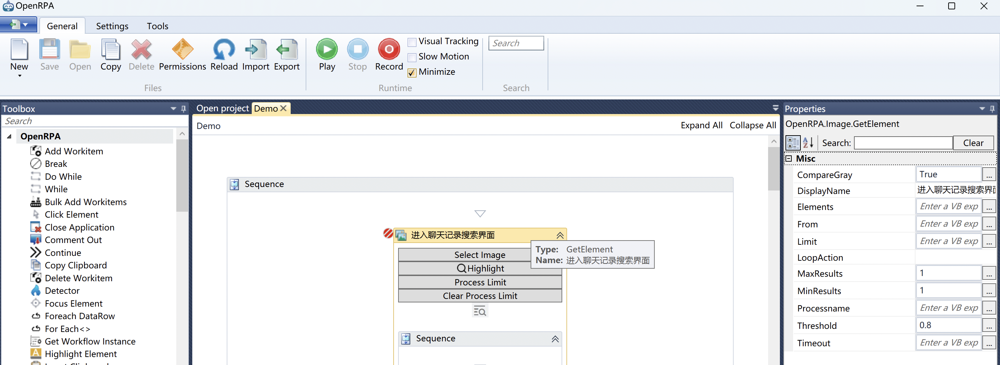 OpenRPA
General Settings Tools
New Save Open Copy Delete Permissions Reload Import Export
Files
Play Stop Record
Visual Tracking
Slow Motion
Minimize
Runtime
Search
Search
Toolbox
Search
OpenRPA
Add Workitem
Break
Do While
While
Bulk Add Workitems
Click Element
Close Application
Comment Out
Continue
Copy Clipboard
Delete Workitem
Detector
Focus Element
Foreach DataRow
For Each<>
Get Workflow Instance
Highlight Element
Open project Demo
Demo Expand All Collapse All
Sequence
进入聊天记录搜索界面
Select Image
Highlight
Process Limit
Clear Process Limit
Type: GetElement
Name: 进入聊天记录搜索界面
Sequence
Properties
OpenRPA.Image.GetElement
Search: Clear
Misc
CompareGray True ...
DisplayName 进入聊天记录搜索界面
Elements Enter a VB exp ...
From Enter a VB exp ...
Limit Enter a VB exp ...
LoopAction
MaxResults 1 ...
MinResults 1 ...
Processname Enter a VB exp ...
Threshold 0.8 ...
Timeout Enter a VB exp ...